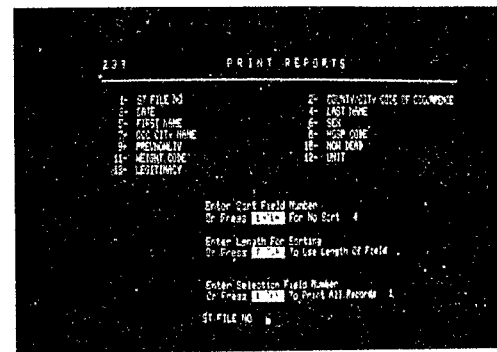 237 PRINT REPORTS
1- ST FILE NO 2- COUNTY/CITY CODE OF OCCURRENCE
3- DATE 4- LAST NAME
5- FIRST NAME 6- SEX
7- OCC CITY NAME 8- HOSP CODE
9- PREVNOWLIV 10- NOW DEAD
11- WEIGHT CODE 12- UNIT
13- LEGITIMACY
Enter Sort Field Number
Or Press For No Sort 4
Enter Length For Sorting
Or Press To Use Length Of Field
Enter Selection Field Number
Or Press To Print All Records 1
ST FILE NO